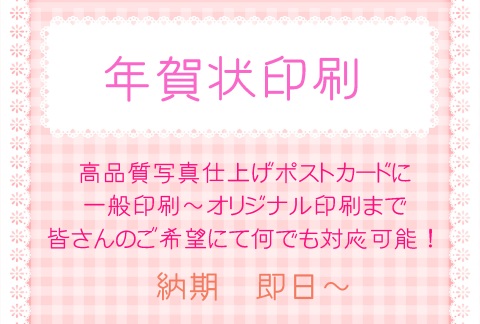 年賀状印刷
高品質写真仕上げポストカードに
一般印刷~オリジナル印刷まで
皆さんのご希望にて何でも対応可能!
納期　即日~